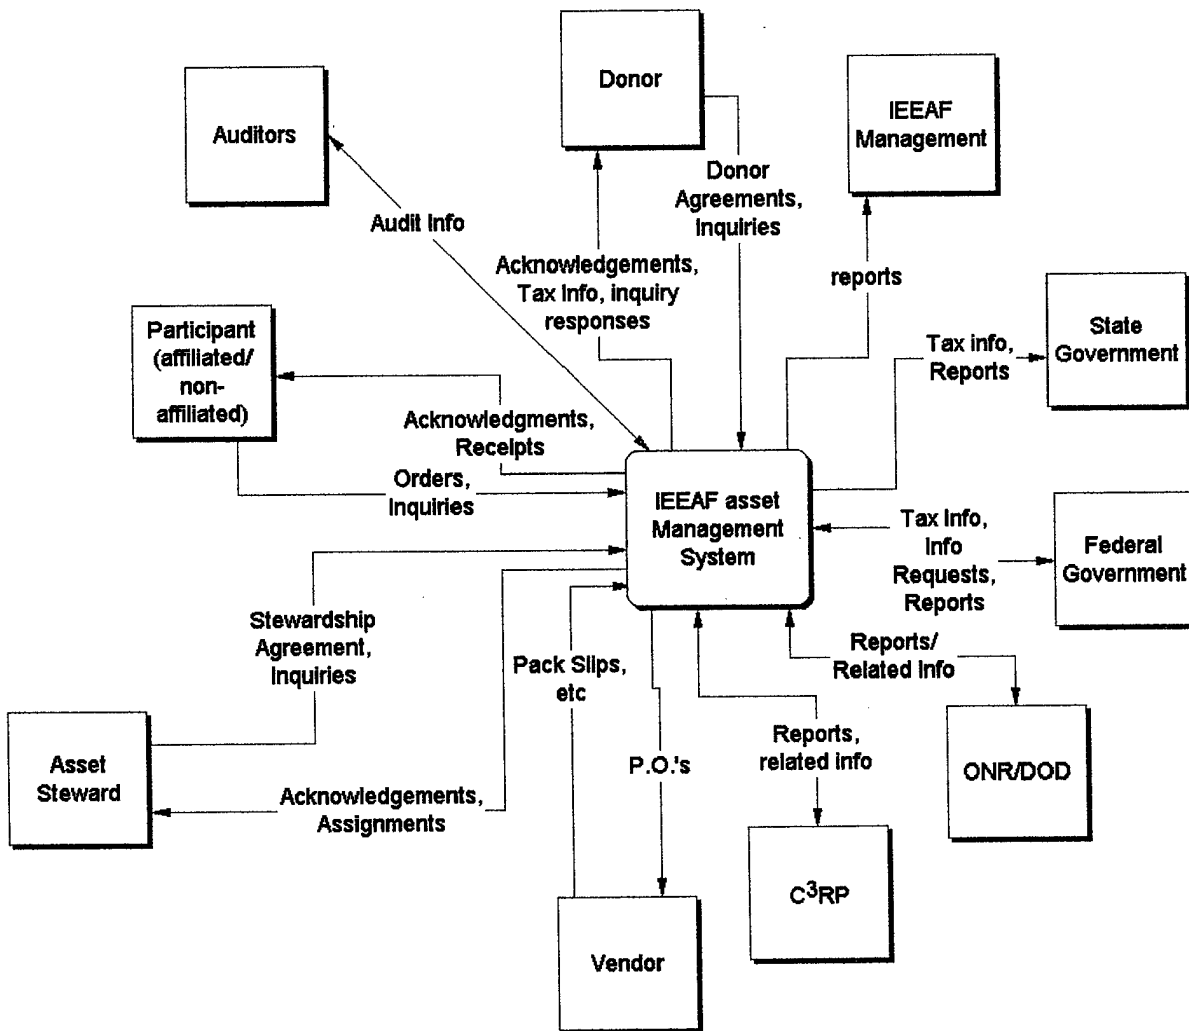 Donor
IEEAF
Management
Auditors
Donor
Agreements,
Inquiries
Audit Info
Acknowledgements,
Tax Info, inquiry
responses
reports
State
Government
Tax info,
Reports
Participant
(affiliated/
non-
affiliated)
Acknowledgments,
Receipts
Orders,
Inquiries
IEEAF asset
Management
System
Tax Info,
Info
Requests,
Reports
Federal
Government
Stewardship
Agreement,
Inquiries
Pack Slips,
etc
Reports/
Related Info
Reports,
related info
P.O.'s
ONR/DOD
Asset
Steward
Acknowledgements,
Assignments
C³RP
Vendor